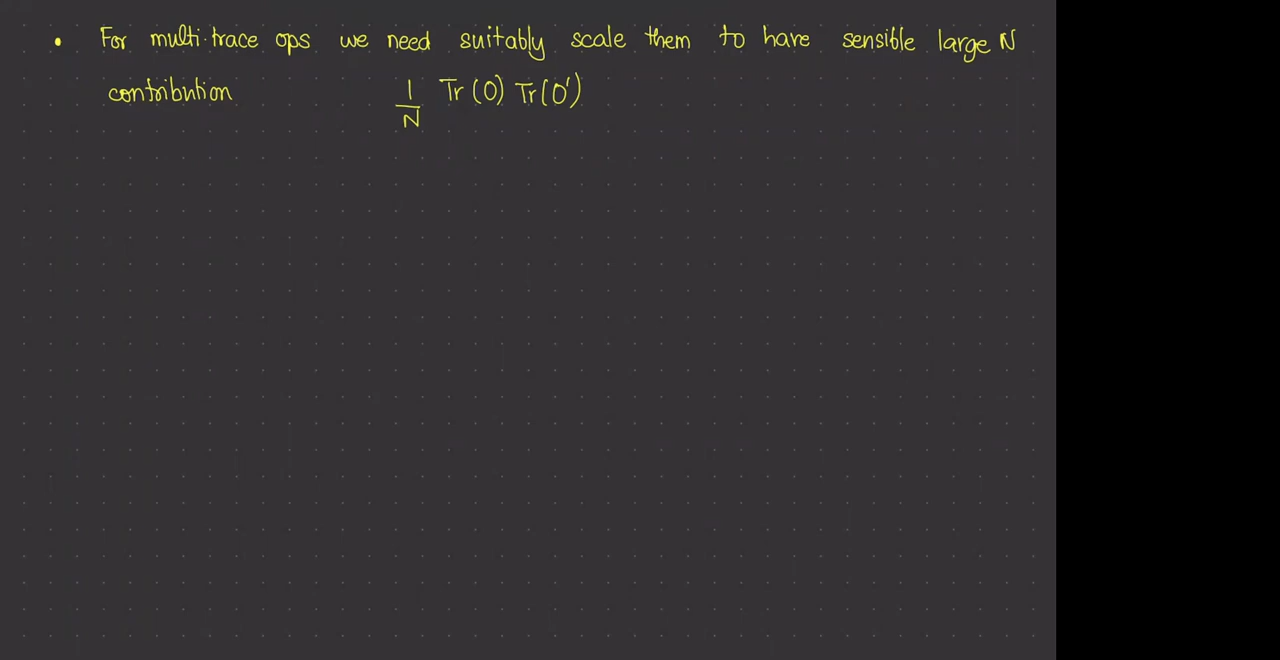 • For multi-trace ops we need suitably scale them to have sensible large N
contribution 1/N Tr(O) Tr(O')